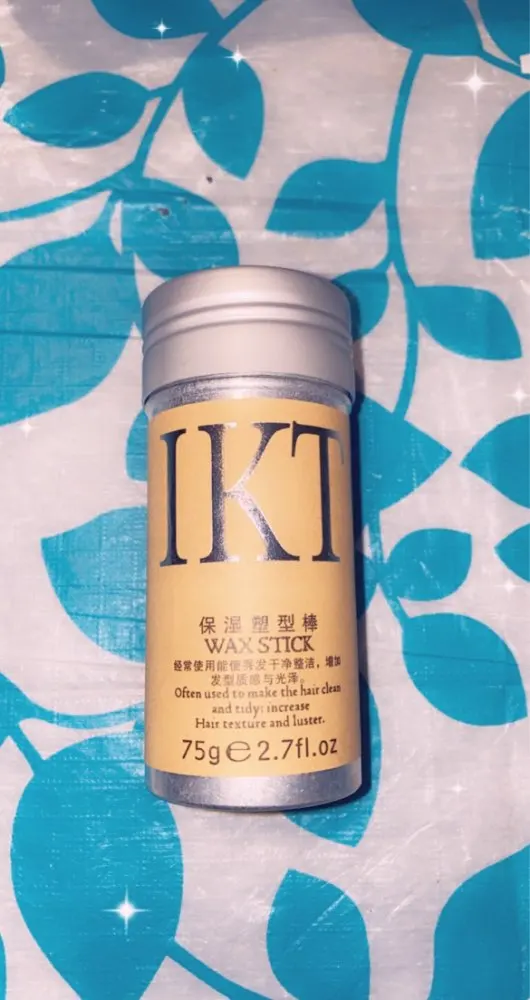 IKT
保湿塑型棒
WAX STICK
经常使用能使秀发干净整洁，增加
发型质感与光泽。
Often used to make the hair clean
and tidy; increase
Hair texture and luster.
75g e 2.7fl.oz